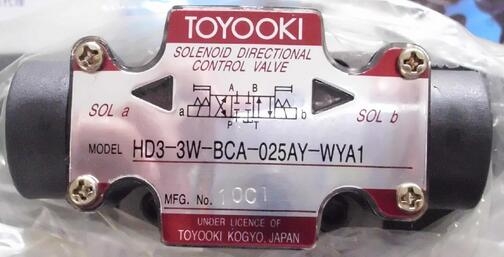 TOYOOKI
SOLENOID DIRECTIONAL
CONTROL VALVE
A B
SOL a a b SOL b
P T
MODEL HD3-3W-BCA-025AY-WYA1
MFG. No. 10C1
UNDER LICENCE OF
TOYOOKI KOGYO, JAPAN